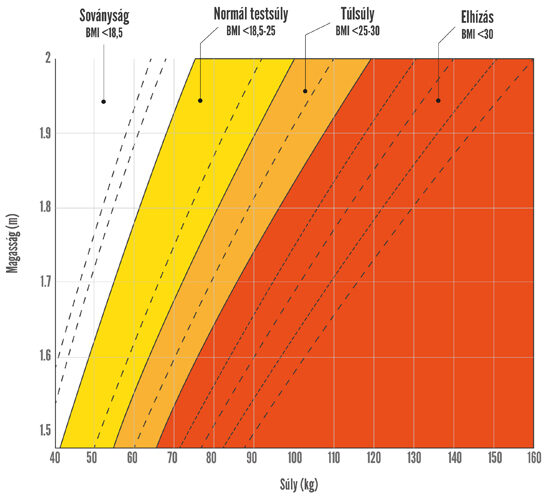 Soványság
BMI <18,5
Normál testsúly
BMI <18,5-25
Túlsúly
BMI <25-30
Elhízás
BMI <30
2
1.9
1.8
1.7
1.6
1.5
Magasság (m)
40 50 60 70 80 90 100 110 120 130 140 150 160
Súly (kg)